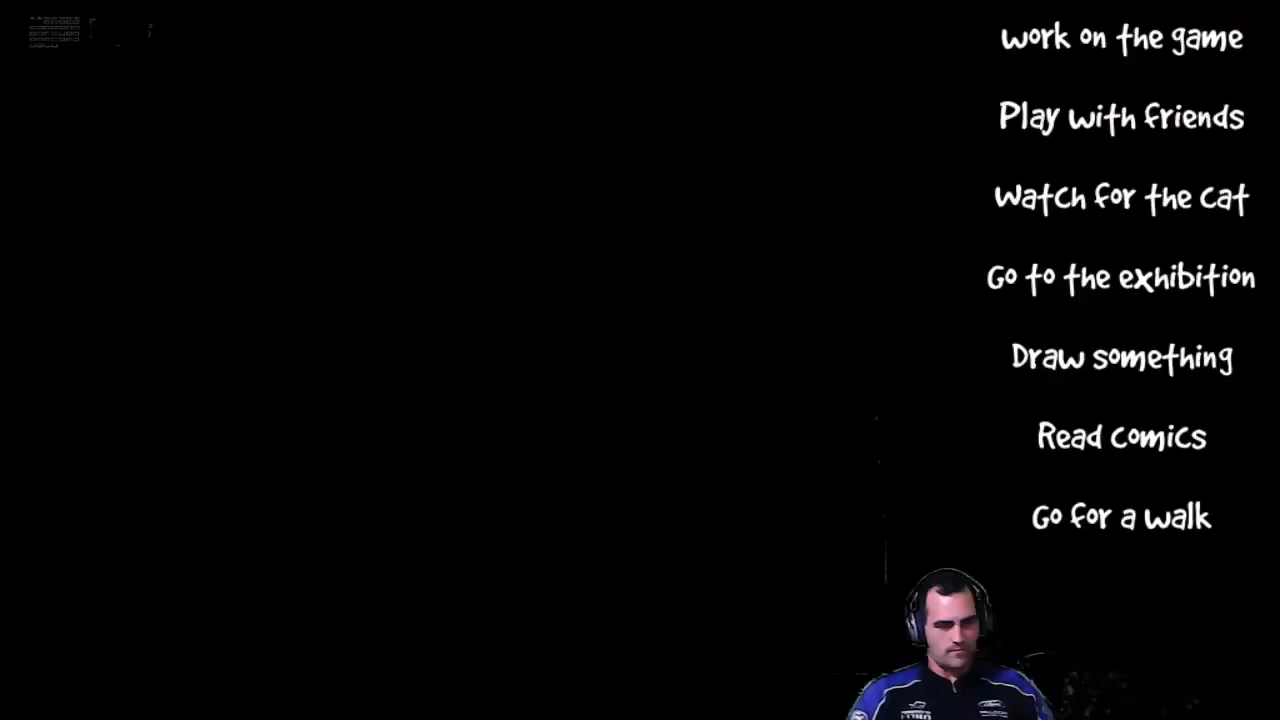 work on the game
Play with friends
Watch for the cat
Go to the exhibition
Draw something
Read comics
Go for a walk